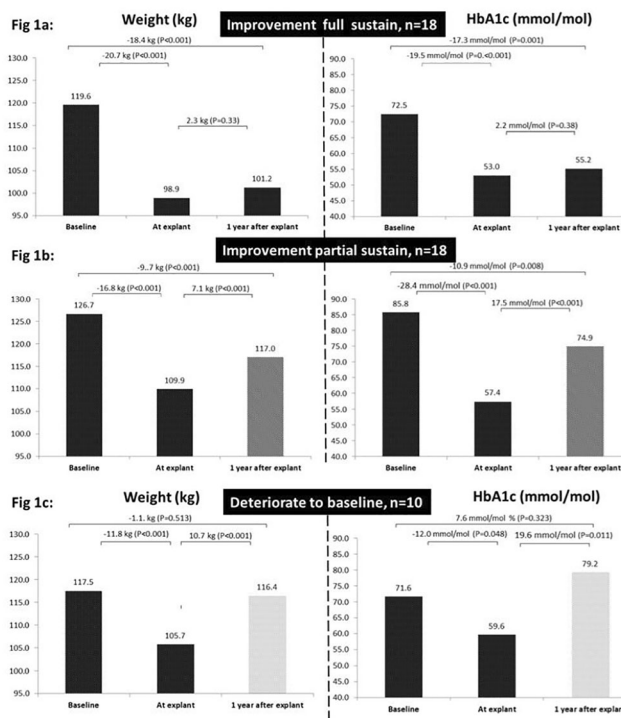 Fig 1a:
Weight (kg)
Improvement full sustain, n=18
HbA1c (mmol/mol)
-18.4 kg (P<0.001)
-20.7 kg (P<0.001)
2.3 kg (P=0.33)
130.0
125.0
120.0
115.0
110.0
105.0
100.0
95.0
119.6
98.9
101.2
Baseline
At explant
1 year after explant
-17.3 mmol/mol (P=0.001)
-19.5 mmol/mol (P=0.<0.001)
2.2 mmol/mol (P=0.38)
90.0
85.0
80.0
75.0
70.0
65.0
60.0
55.0
50.0
45.0
40.0
72.5
53.0
55.2
Baseline
At explant
1 year after explant
Fig 1b:
Improvement partial sustain, n=18
-9..7 kg (P<0.001)
-16.8 kg (P<0.001)
7.1 kg (P<0.001)
130.0
125.0
120.0
115.0
110.0
105.0
100.0
95.0
126.7
109.9
117.0
Baseline
At explant
1 year after explant
-10.9 mmol/mol (P=0.008)
-28.4 mmol/mol (P<0.001)
17.5 mmol/mol (P<0.001)
90.0
85.0
80.0
75.0
70.0
65.0
60.0
55.0
50.0
45.0
40.0
85.8
57.4
74.9
Baseline
At explant
1 year after explant
Fig 1c:
Weight (kg)
Deteriorate to baseline, n=10
HbA1c (mmol/mol)
-1.1. kg (P=0.513)
-11.8 kg (P<0.001)
10.7 kg (P<0.001)
130.0
125.0
120.0
115.0
110.0
105.0
100.0
95.0
117.5
105.7
116.4
Baseline
At explant
1 year after explant
7.6 mmol/mol % (P=0.323)
-12.0 mmol/mol (P=0.048)
19.6 mmol/mol (P=0.011)
90.0
85.0
80.0
75.0
70.0
65.0
60.0
55.0
50.0
45.0
40.0
71.6
59.6
79.2
Baseline
At explant
1 year after explant